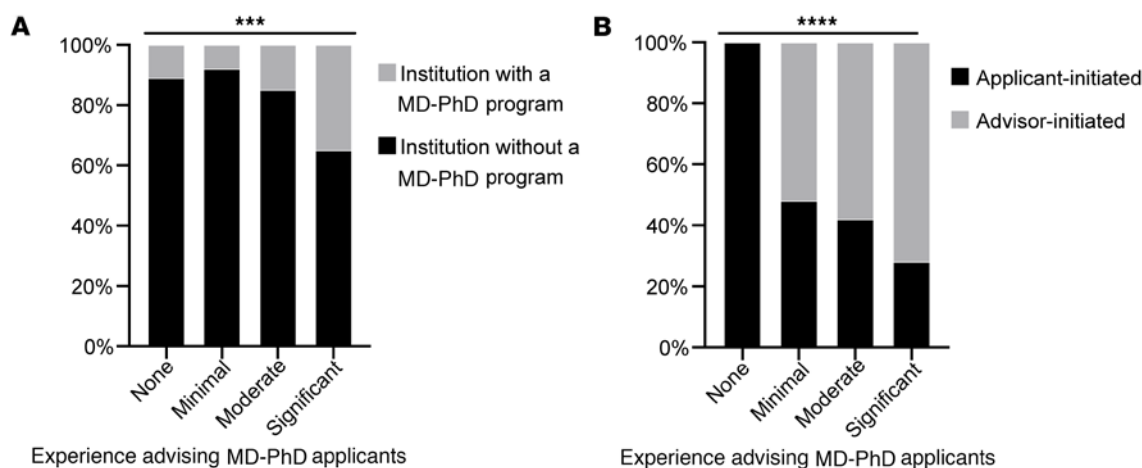 A
***
100%
80%
60%
40%
20%
0%
None
Minimal
Moderate
Significant
Experience advising MD-PhD applicants
Institution with a
MD-PhD program
Institution without a
MD-PhD program
B
****
100%
80%
60%
40%
20%
0%
None
Minimal
Moderate
Significant
Experience advising MD-PhD applicants
Applicant-initiated
Advisor-initiated